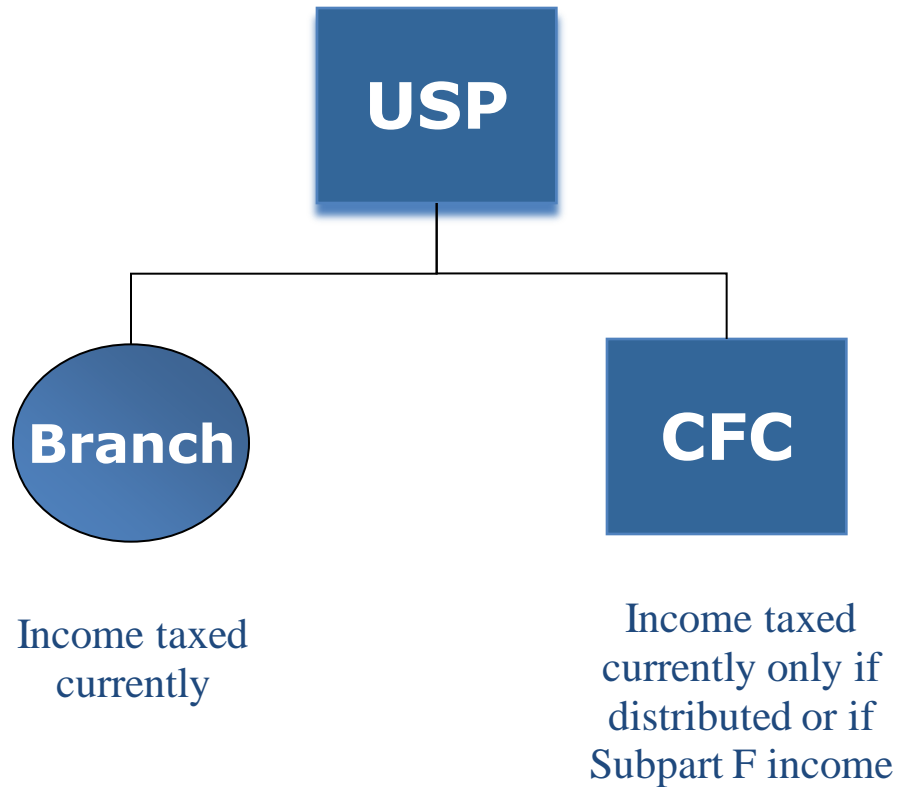 USP
Branch
CFC
Income taxed
currently
Income taxed
currently only if
distributed or if
Subpart F income